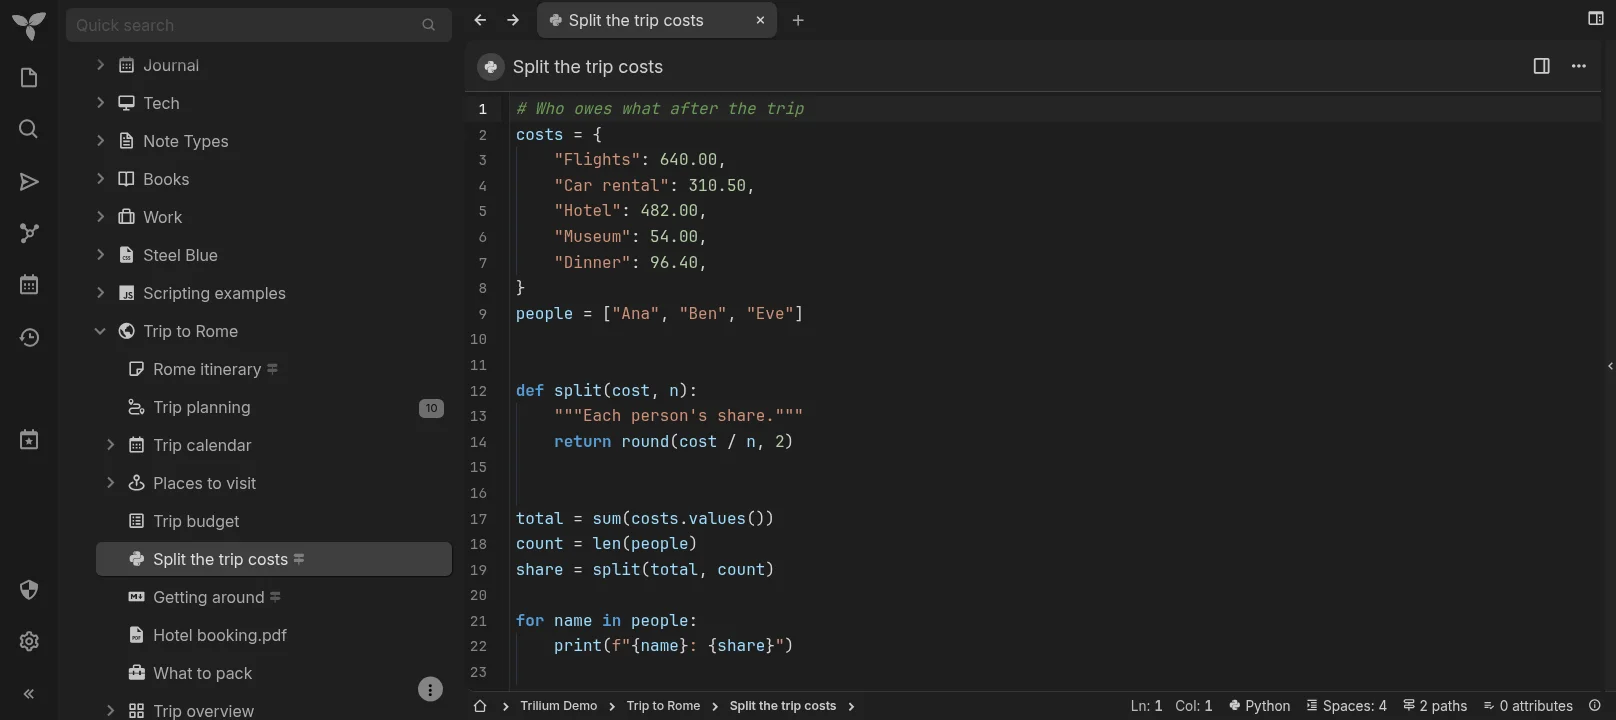 Quick search
Journal
Tech
Note Types
Books
Work
Steel Blue
Scripting examples
Trip to Rome
Rome itinerary
Trip planning 10
Trip calendar
Places to visit
Trip budget
Split the trip costs
Getting around
Hotel booking.pdf
What to pack
Trip overview
Split the trip costs
Split the trip costs
1 # Who owes what after the trip
2 costs = {
3     "Flights": 640.00,
4     "Car rental": 310.50,
5     "Hotel": 482.00,
6     "Museum": 54.00,
7     "Dinner": 96.40,
8 }
9 people = ["Ana", "Ben", "Eve"]
10
11
12 def split(cost, n):
13     """Each person's share."""
14     return round(cost / n, 2)
15
16
17 total = sum(costs.values())
18 count = len(people)
19 share = split(total, count)
20
21 for name in people:
22     print(f"{name}: {share}")
23
Trilium Demo > Trip to Rome > Split the trip costs >
Ln: 1 Col: 1 Python Spaces: 4 2 paths 0 attributes